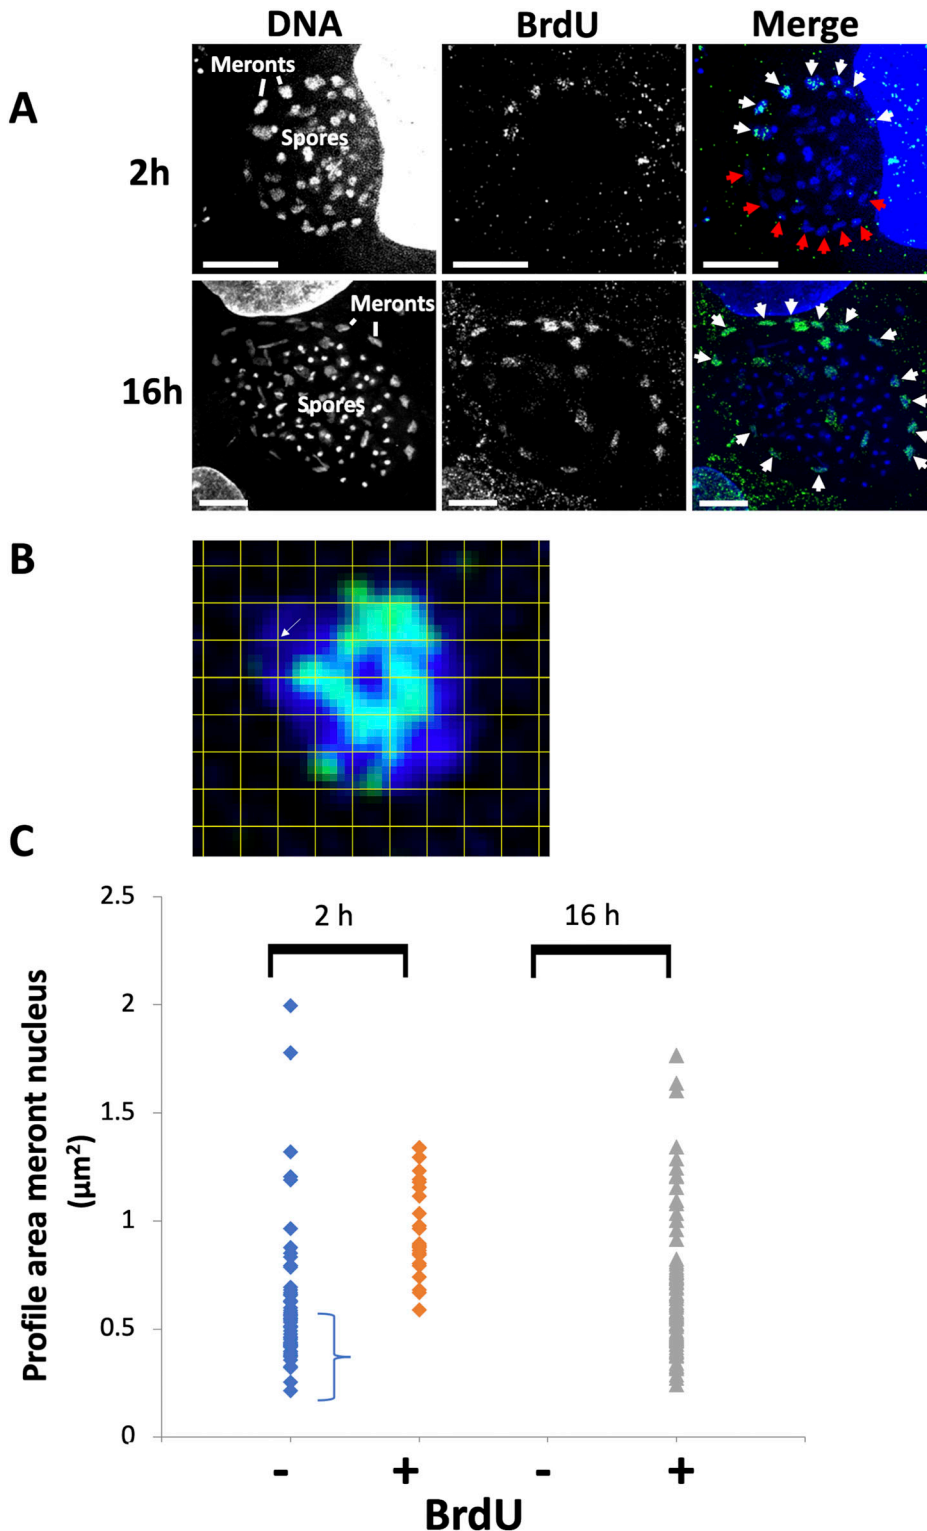 DNA BrdU Merge
A
Meronts
Spores
2h
Meronts
Spores
16h
B
C
2.5
2 h 16 h
2
1.5
1
0.5
0
Profile area meront nucleus
(µm²)
- + - +
BrdU